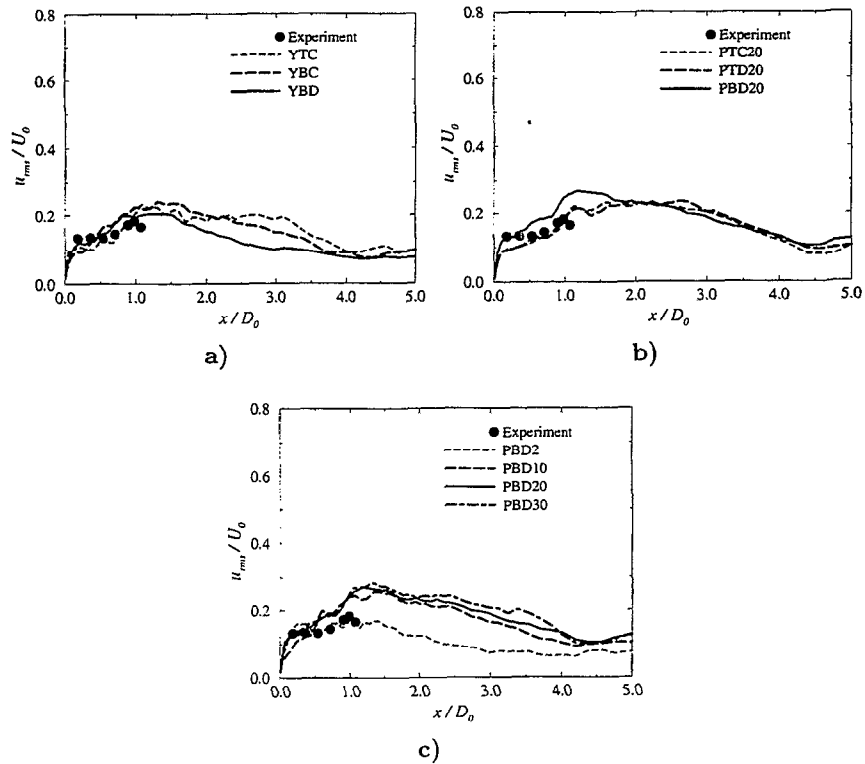 0.8
0.6
0.4
0.2
0.0
u_rms / U_0
● Experiment
YTC
YBC
YBD
0.0 1.0 2.0 3.0 4.0 5.0
x / D_0
a)
0.8
0.6
0.4
0.2
0.0
u_rms / U_0
● Experiment
PTC20
PTD20
PBD20
0.0 1.0 2.0 3.0 4.0 5.0
x / D_0
b)
0.8
0.6
0.4
0.2
0.0
u_rms / U_0
● Experiment
PBD2
PBD10
PBD20
PBD30
0.0 1.0 2.0 3.0 4.0 5.0
x / D_0
c)